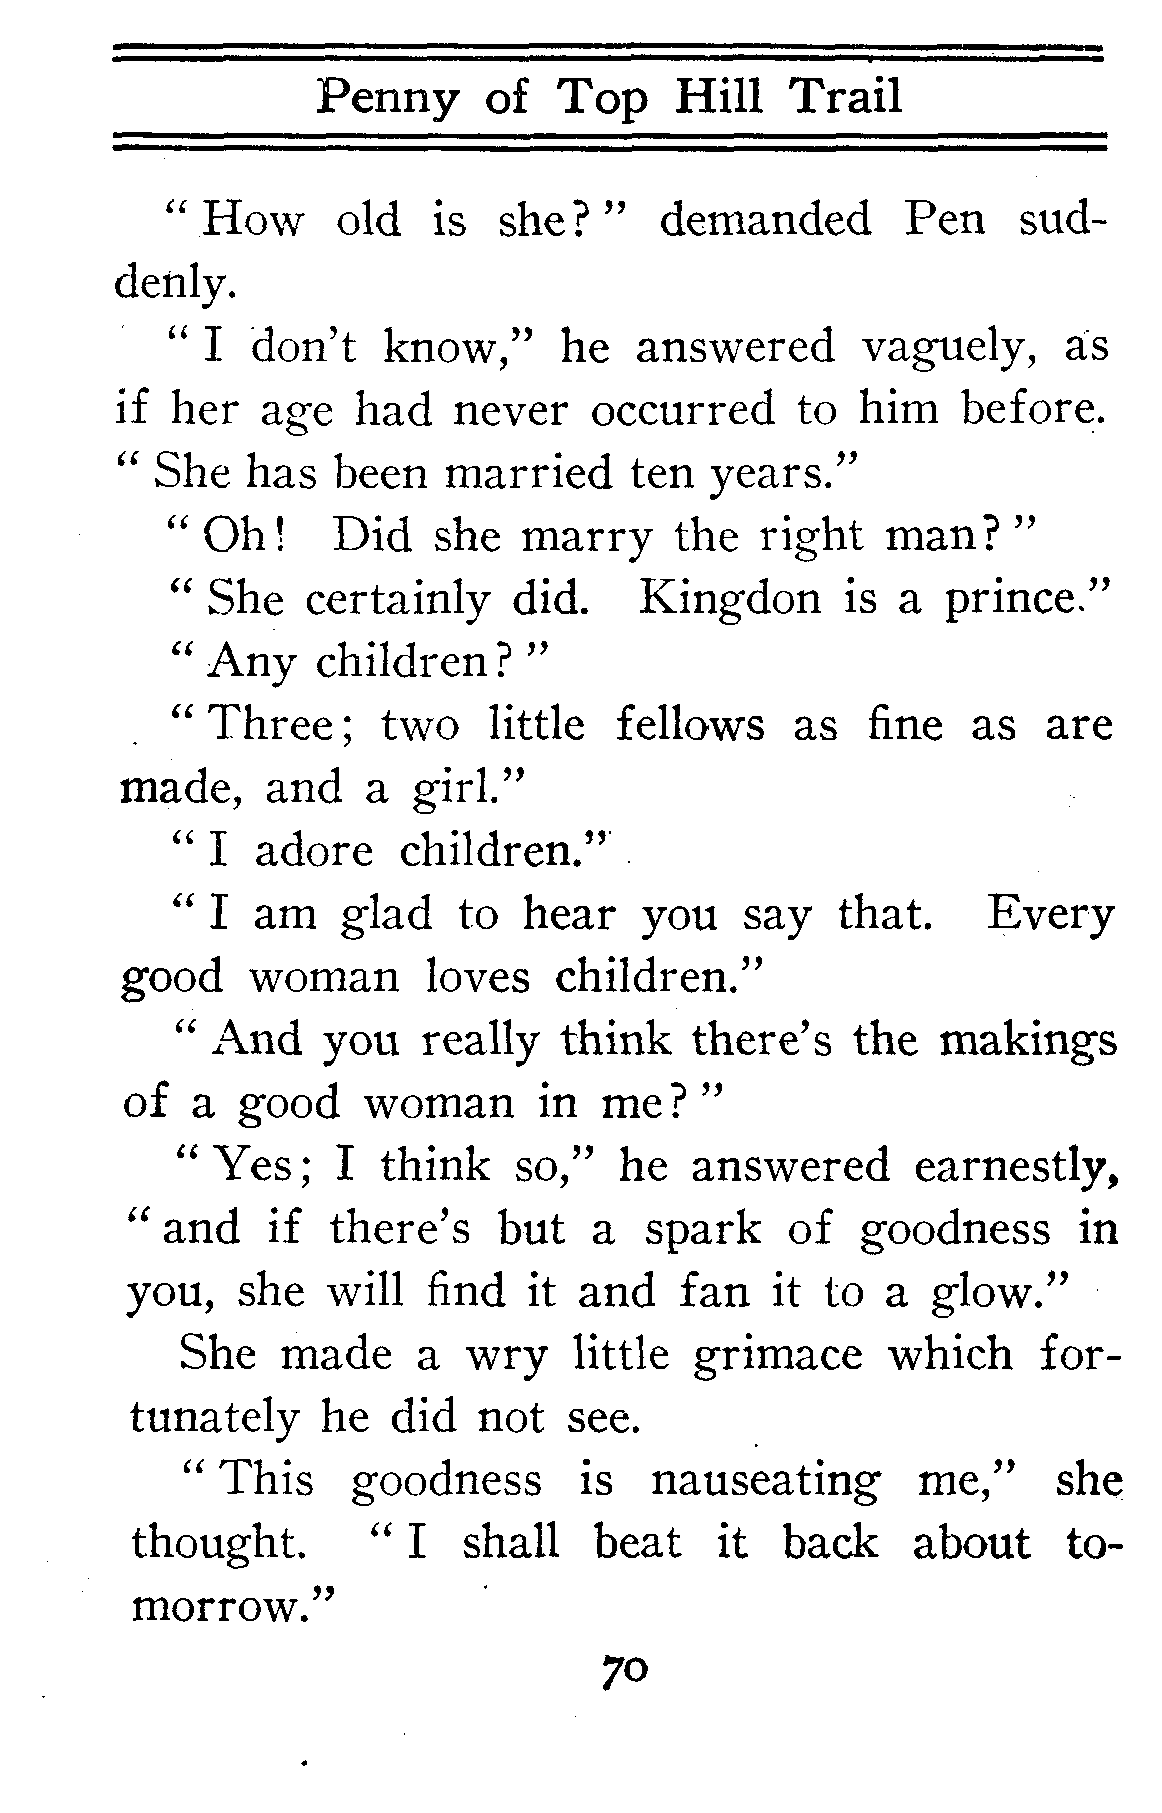 Penny of Top Hill Trail
“ How old is she? ” demanded Pen sud-
denly.
“ I don’t know,” he answered vaguely, as
if her age had never occurred to him before.
“ She has been married ten years.”
“ Oh! Did she marry the right man? ”
“ She certainly did. Kingdon is a prince.”
“ Any children? ”
“ Three; two little fellows as fine as are
made, and a girl.”
“ I adore children.”
“ I am glad to hear you say that. Every
good woman loves children.”
“ And you really think there’s the makings
of a good woman in me? ”
“ Yes; I think so,” he answered earnestly,
“ and if there’s but a spark of goodness in
you, she will find it and fan it to a glow.”
She made a wry little grimace which for-
tunately he did not see.
“ This goodness is nauseating me,” she
thought. “ I shall beat it back about to-
morrow.”
70